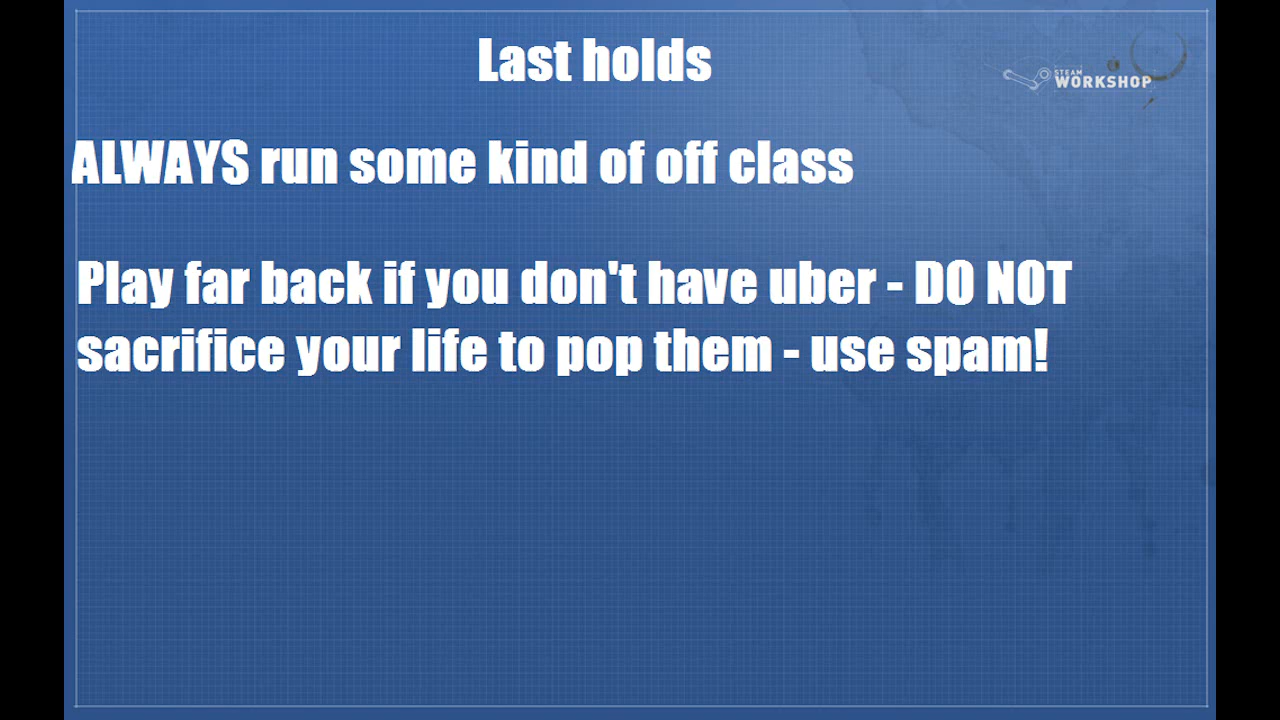 Last holds
STEAM
WORKSHOP
ALWAYS run some kind of off class
Play far back if you don't have uber - DO NOT
sacrifice your life to pop them - use spam!